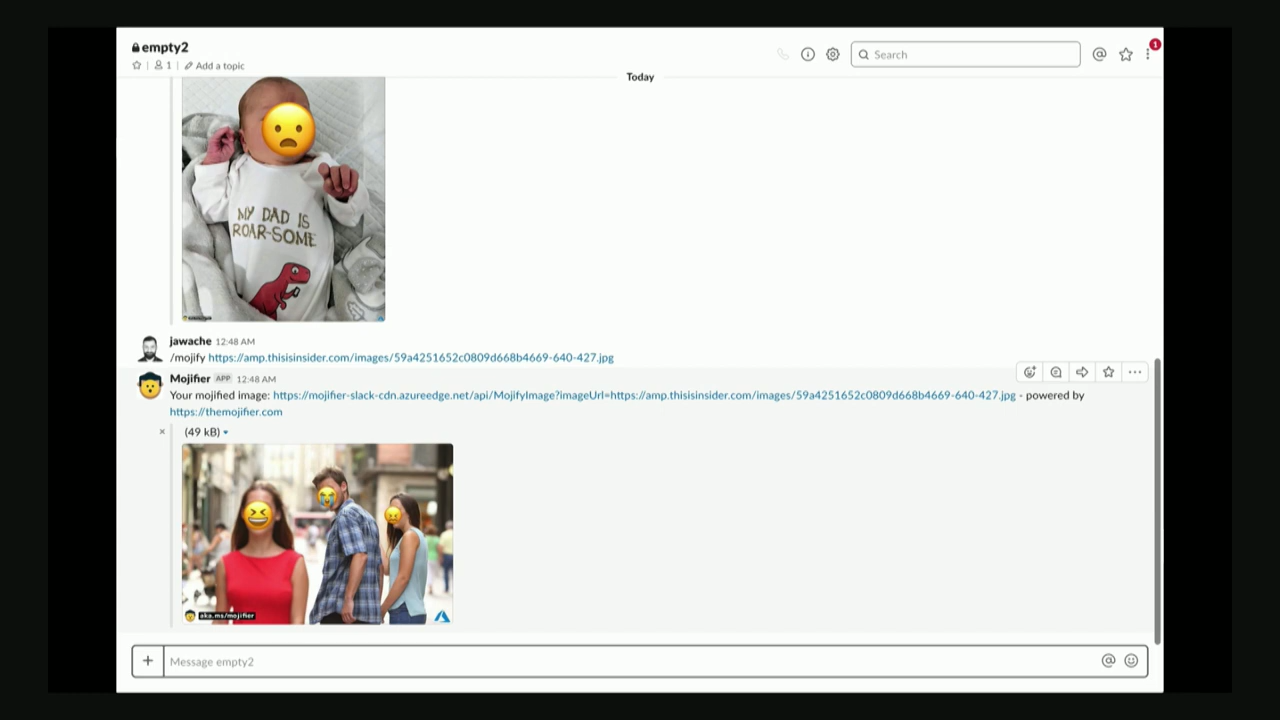 empty2
1
Add a topic
Search
1
Today
MY DAD IS
ROAR-SOME
jawache 12:48 AM
/mojify https://amp.thisisinsider.com/images/59a4251652c0809d668b4669-640-427.jpg
Mojifier APP 12:48 AM
Your mojified image: https://mojifier-slack-cdn.azureedge.net/api/MojifyImage?imageUrl=https://amp.thisisinsider.com/images/59a4251652c0809d668b4669-640-427.jpg - powered by
https://themojifier.com
(49 kB)
aka.ms/mojifier
Message empty2